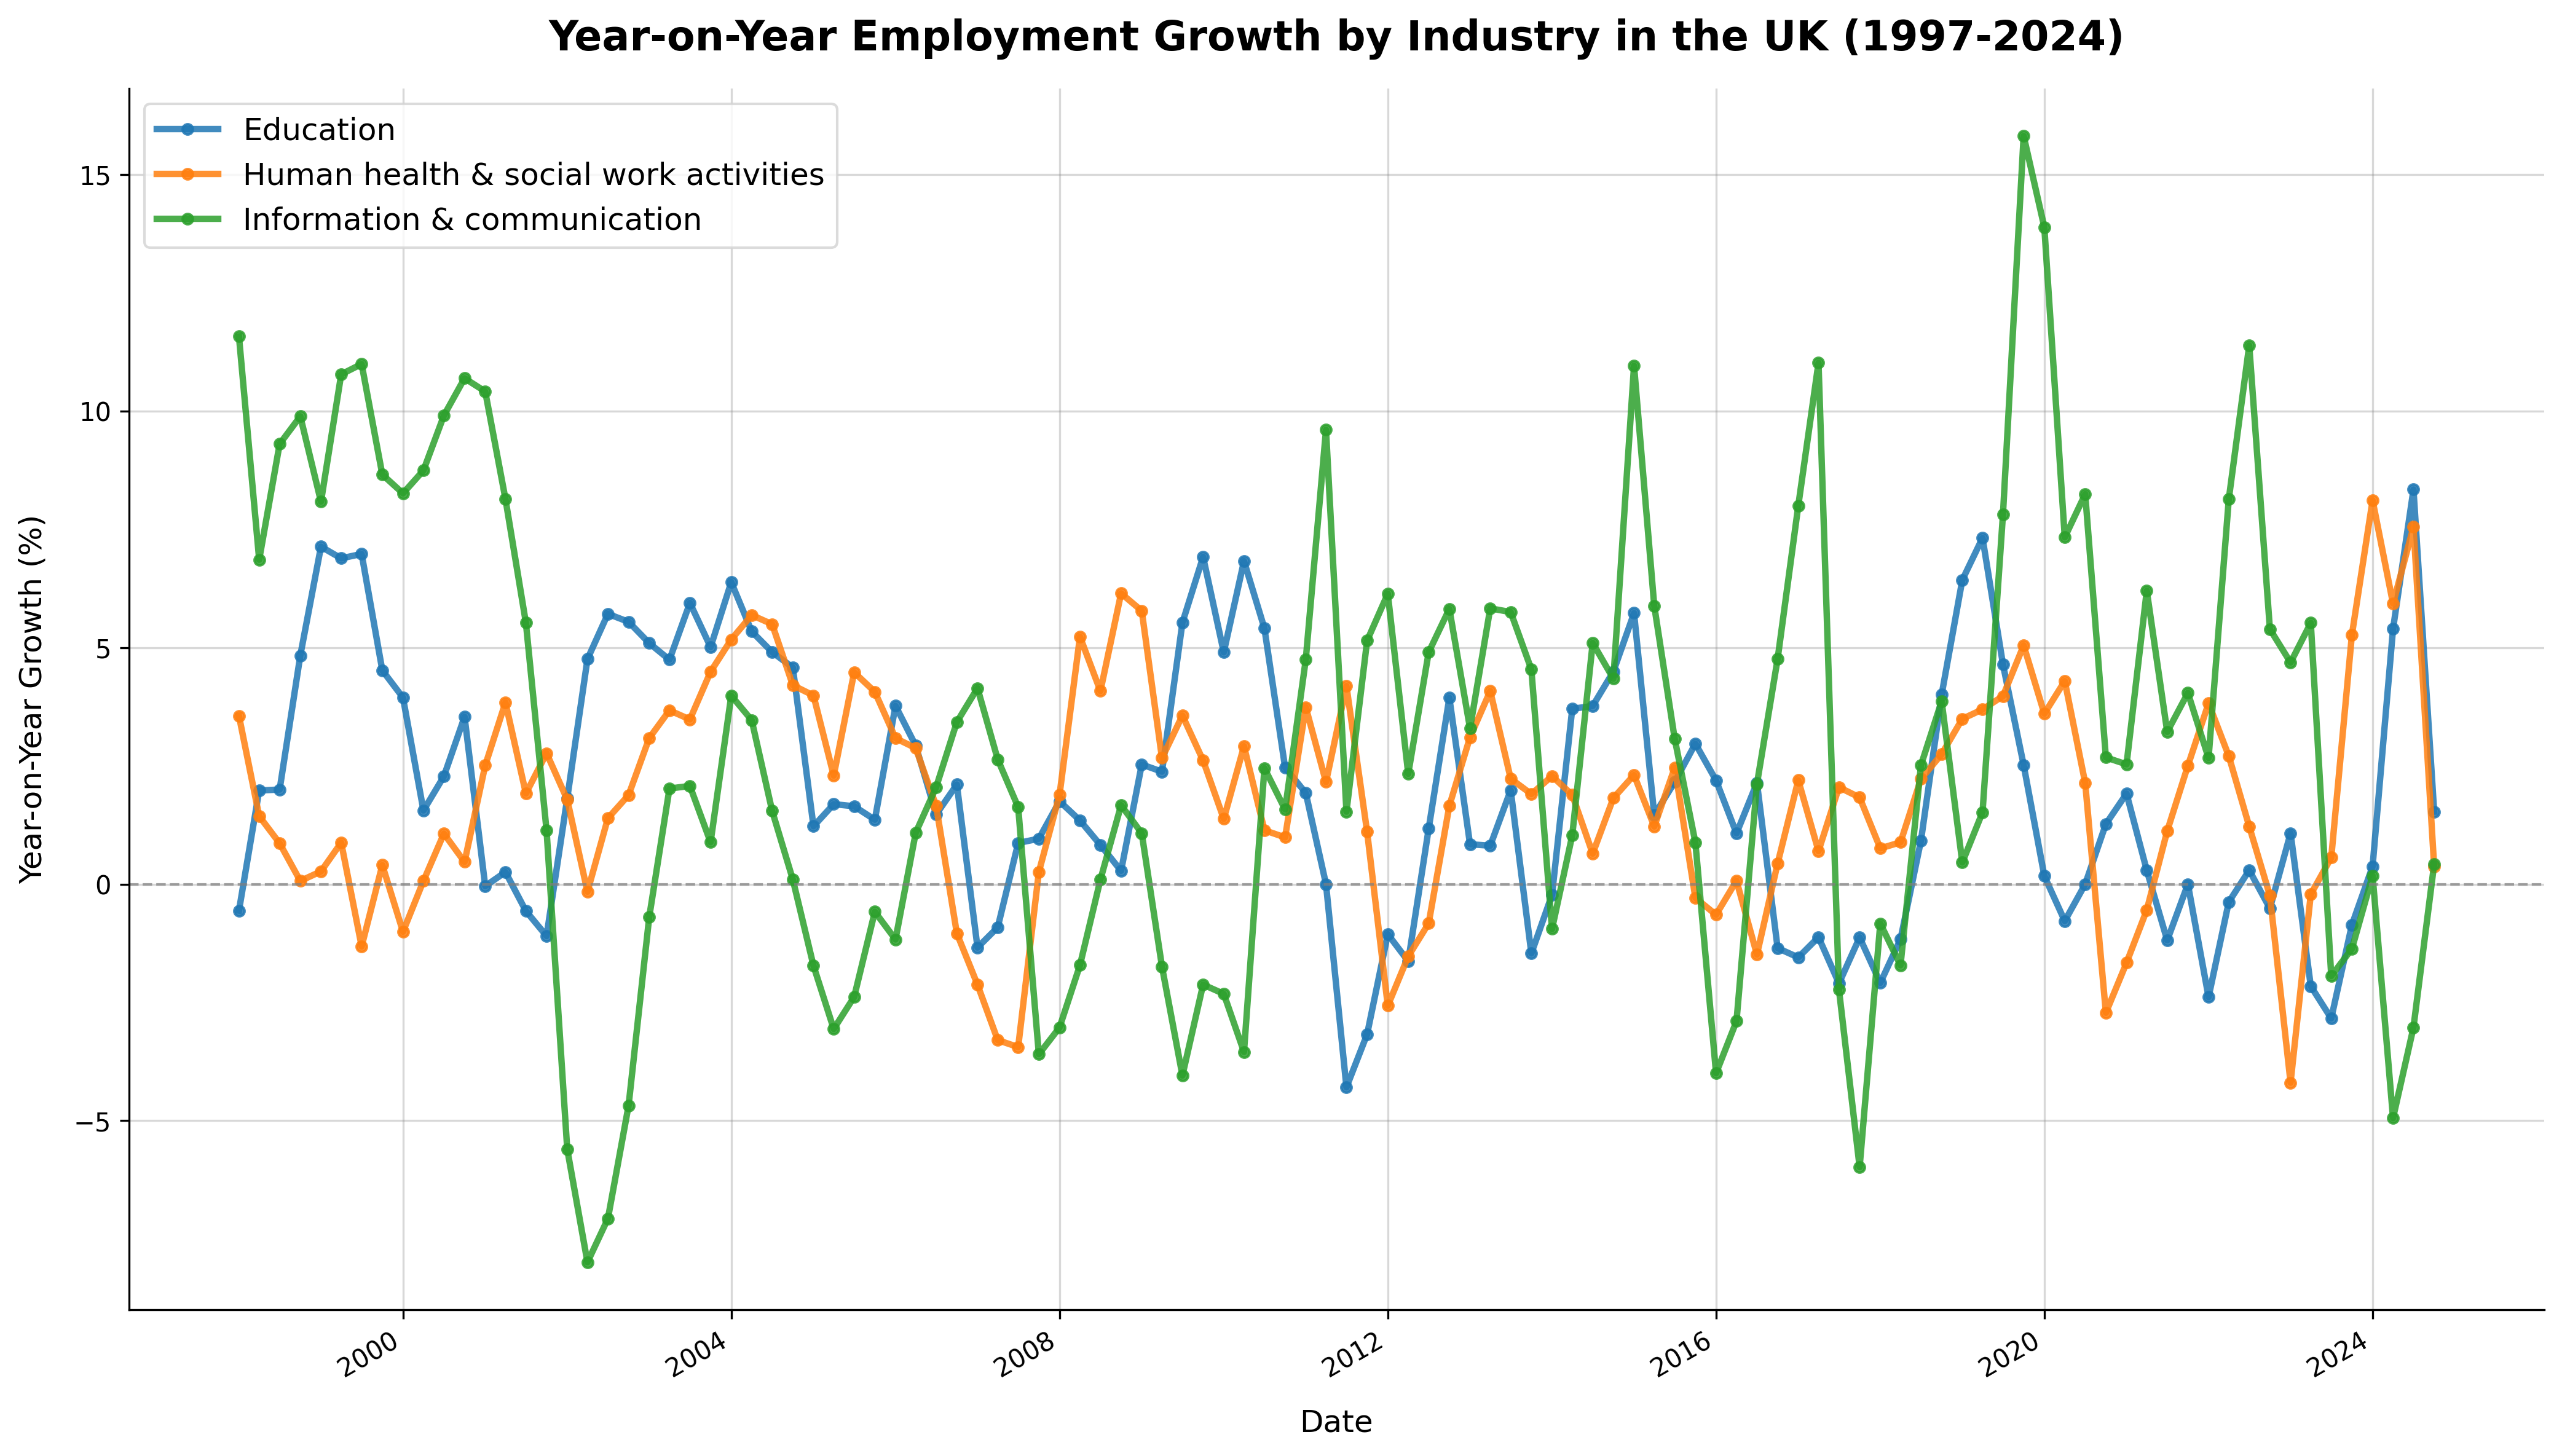 Year-on-Year Employment Growth by Industry in the UK (1997-2024)
Education
Human health & social work activities
Information & communication
Year-on-Year Growth (%)
15
10
5
0
−5
2000
2004
2008
2012
2016
2020
2024
Date